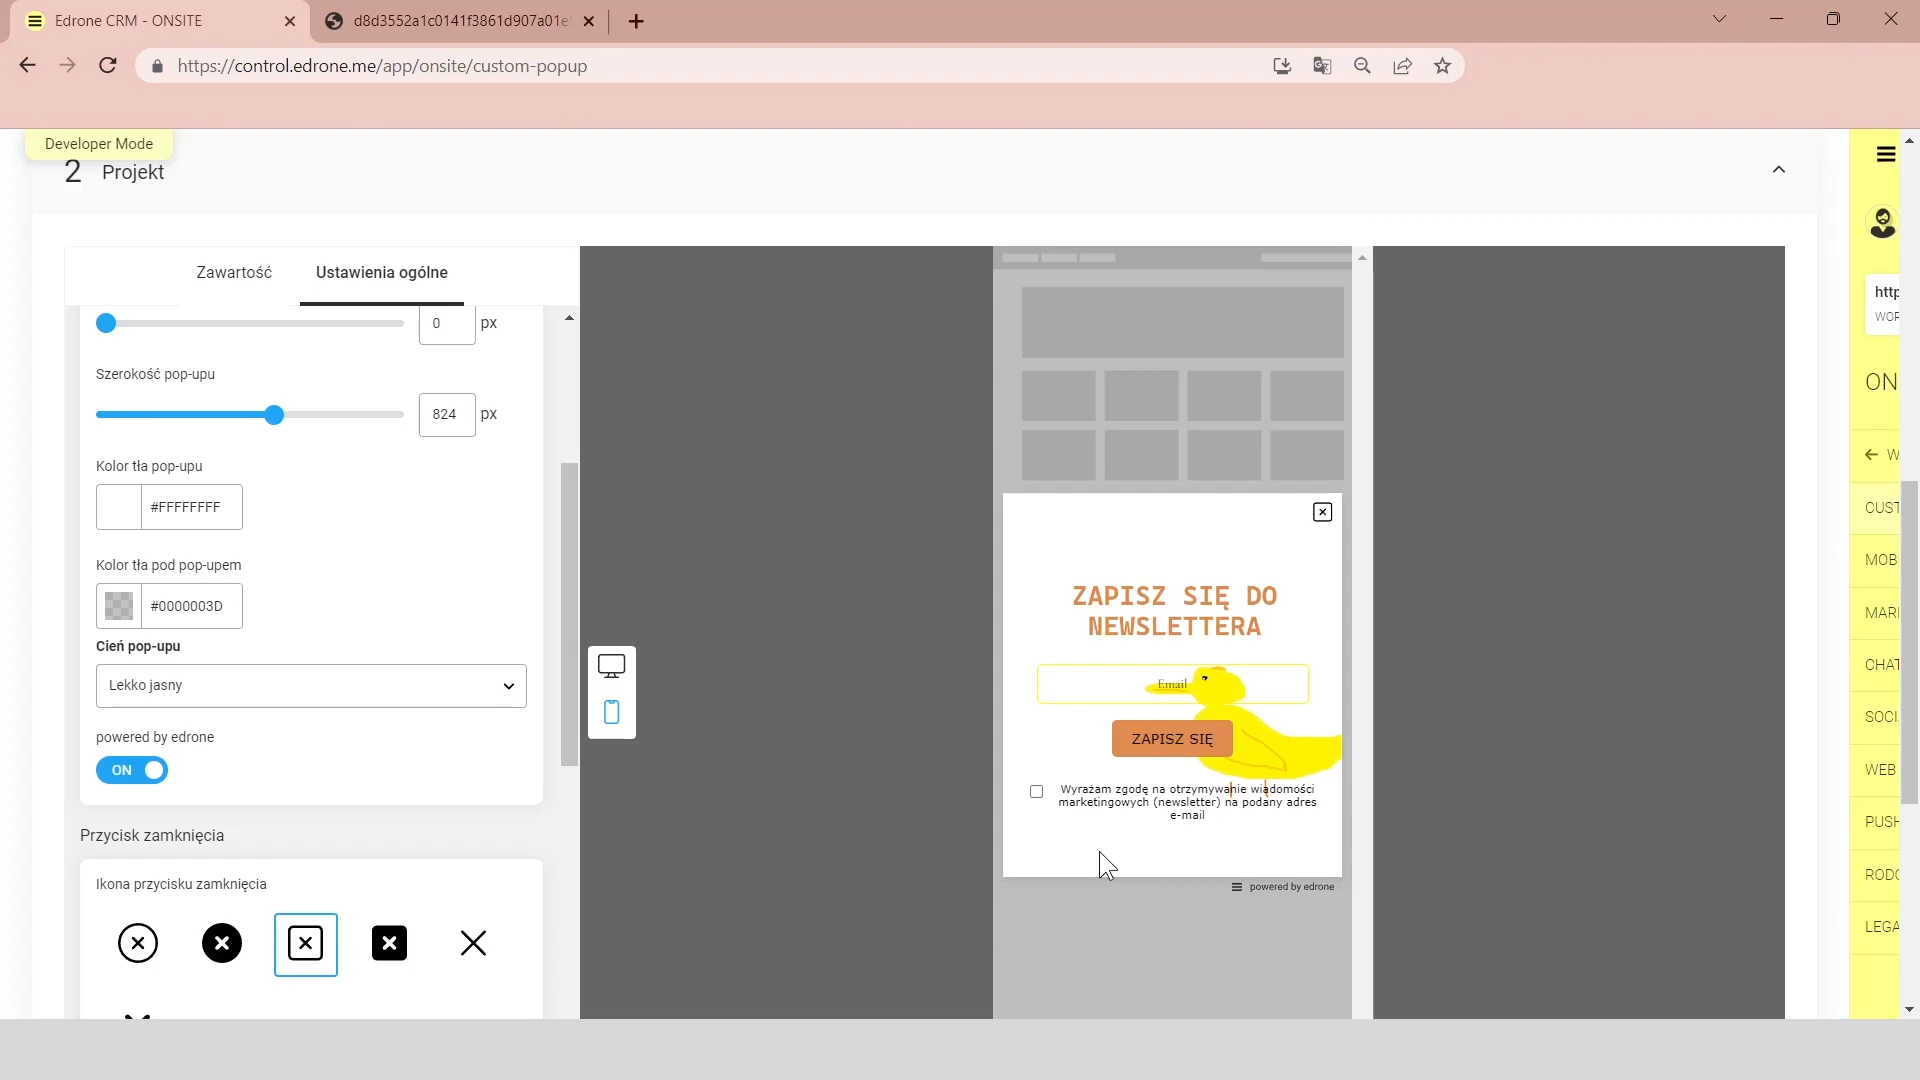 Edrone CRM - ONSITE
d8d3552a1c0141f3861d907a01e
https://control.edrone.me/app/onsite/custom-popup
Developer Mode
2 Projekt
Zawartość
Ustawienia ogólne
0 px
Szerokość pop-upu
824 px
Kolor tła pop-upu
#FFFFFFFF
Kolor tła pod pop-upem
#0000003D
Cień pop-upu
Lekko jasny
powered by edrone
ON
Przycisk zamknięcia
Ikona przycisku zamknięcia
ZAPISZ SIĘ DO
NEWSLETTERA
Email
ZAPISZ SIĘ
Wyrażam zgodę na otrzymywanie wiadomości
marketingowych (newsletter) na podany adres
e-mail
powered by edrone
http
WOR
ON
W
CUST
MOB
MARI
CHAT
SOCI
WEB
PUSH
RODO
LEGA